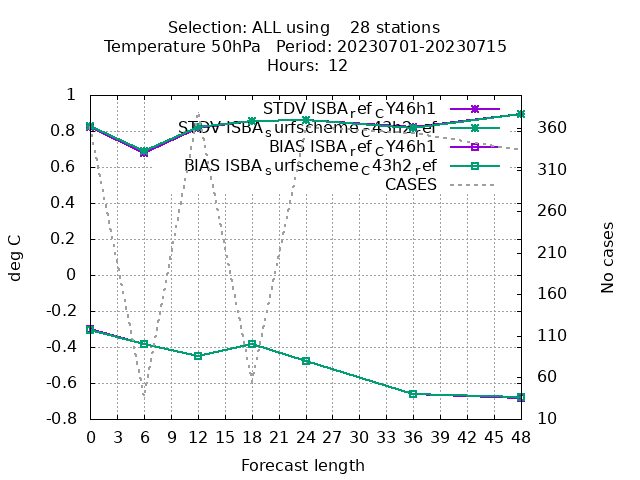 Selection: ALL using 28 stations
Temperature 50hPa Period: 20230701-20230715
Hours: 12
STDV ISBA_ref_CY46h1
STDV ISBA_surfscheme_C43h2_ref
BIAS ISBA_ref_CY46h1
BIAS ISBA_surfscheme_C43h2_ref
CASES
1
0.8
0.6
0.4
0.2
0
-0.2
-0.4
-0.6
-0.8
deg C
360
310
260
210
160
110
60
10
No cases
0 3 6 9 12 15 18 21 24 27 30 33 36 39 42 45 48
Forecast length